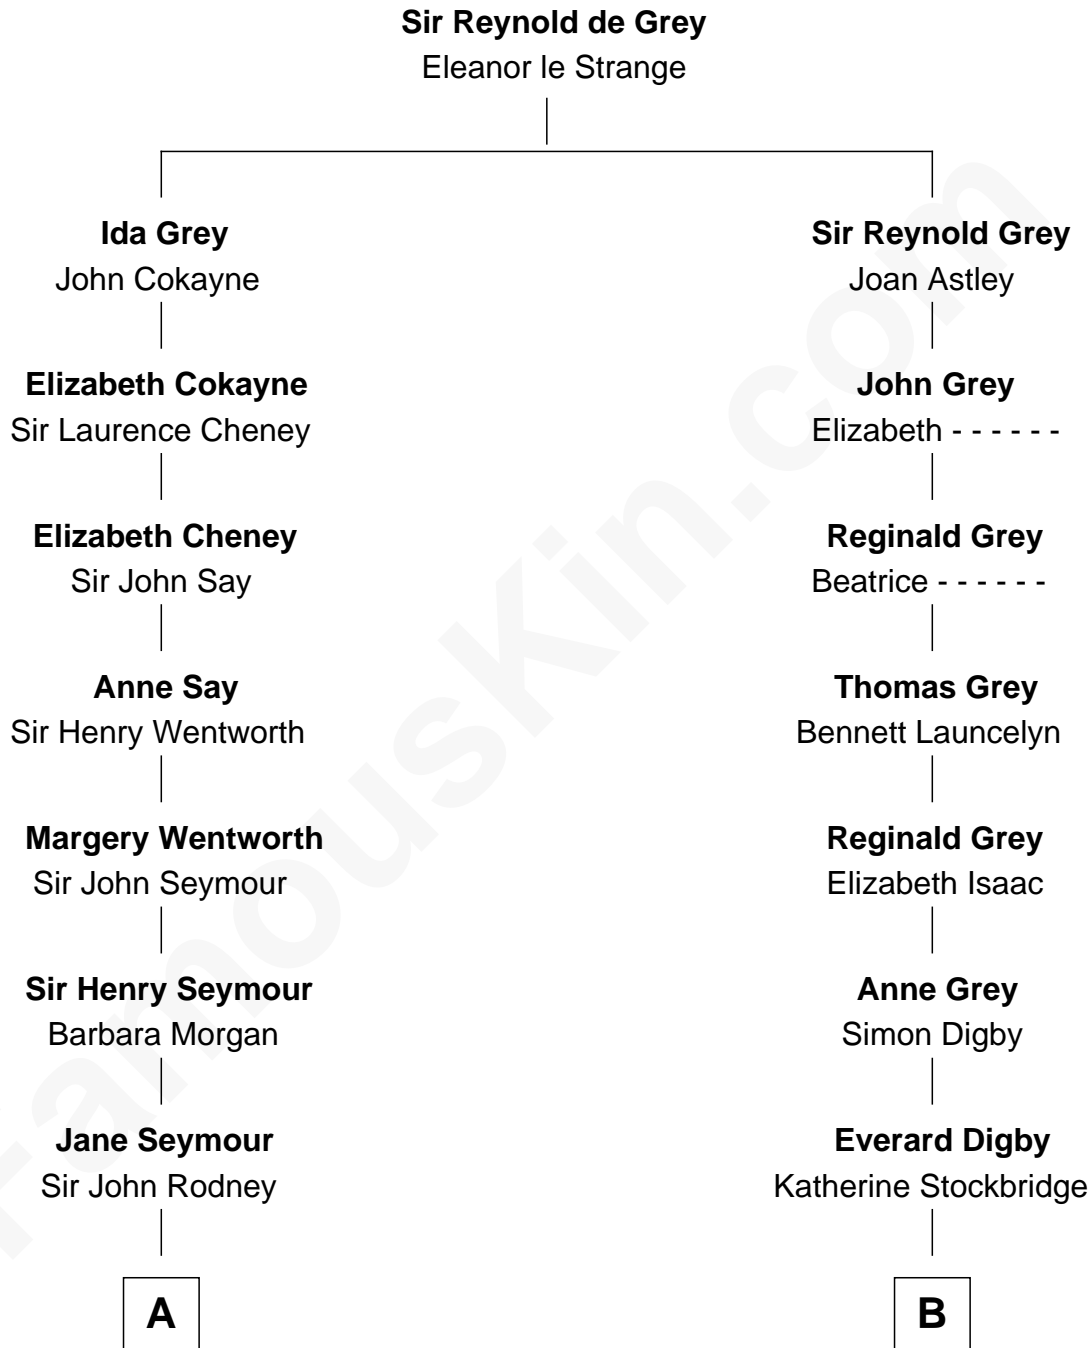 Sir Reynold de Grey
Eleanor le Strange
Ida Grey
John Cokayne
Sir Reynold Grey
Joan Astley
Elizabeth Cokayne
Sir Laurence Cheney
John Grey
Elizabeth - - - - - -
Elizabeth Cheney
Sir John Say
Reginald Grey
Beatrice - - - - - -
Anne Say
Sir Henry Wentworth
Thomas Grey
Bennett Launcelyn
Margery Wentworth
Sir John Seymour
Reginald Grey
Elizabeth Isaac
Sir Henry Seymour
Barbara Morgan
Anne Grey
Simon Digby
Jane Seymour
Sir John Rodney
Everard Digby
Katherine Stockbridge
A
B
FamousKin.com